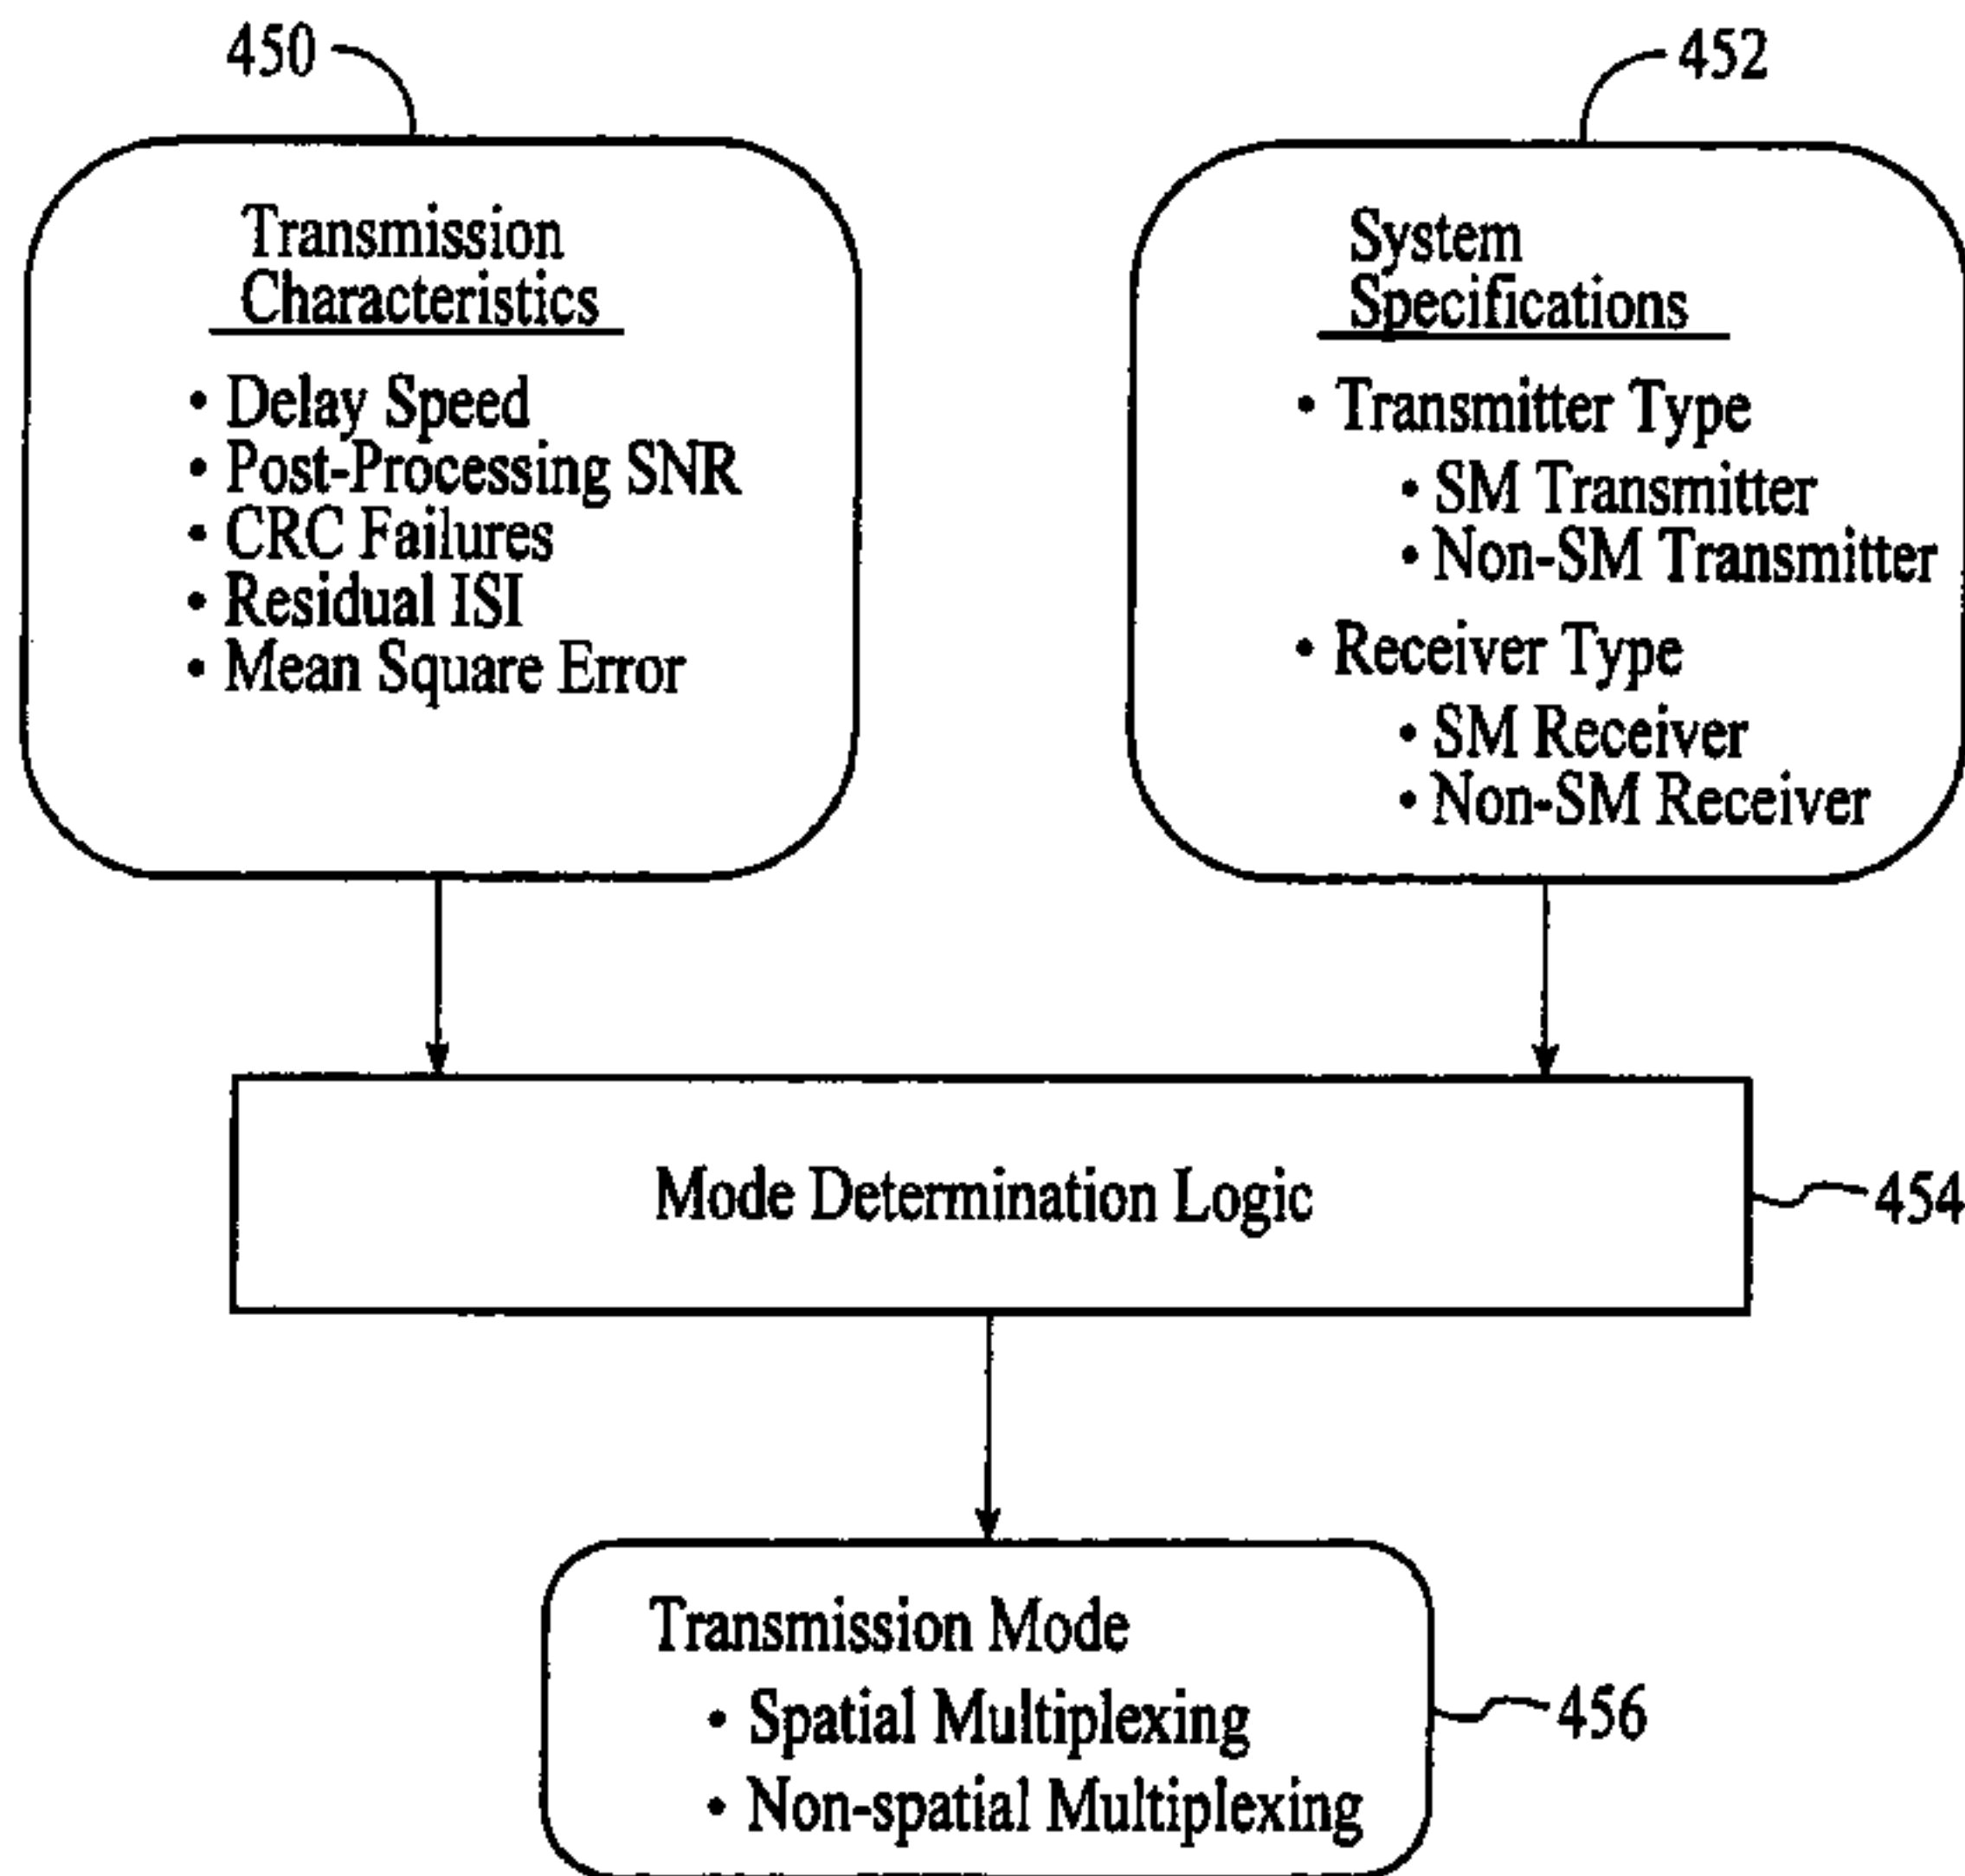 450
Transmission
Characteristics
• Delay Speed
• Post-Processing SNR
• CRC Failures
• Residual ISI
• Mean Square Error
452
System
Specifications
• Transmitter Type
• SM Transmitter
• Non-SM Transmitter
• Receiver Type
• SM Receiver
• Non-SM Receiver
Mode Determination Logic
454
Transmission Mode
• Spatial Multiplexing
• Non-spatial Multiplexing
456